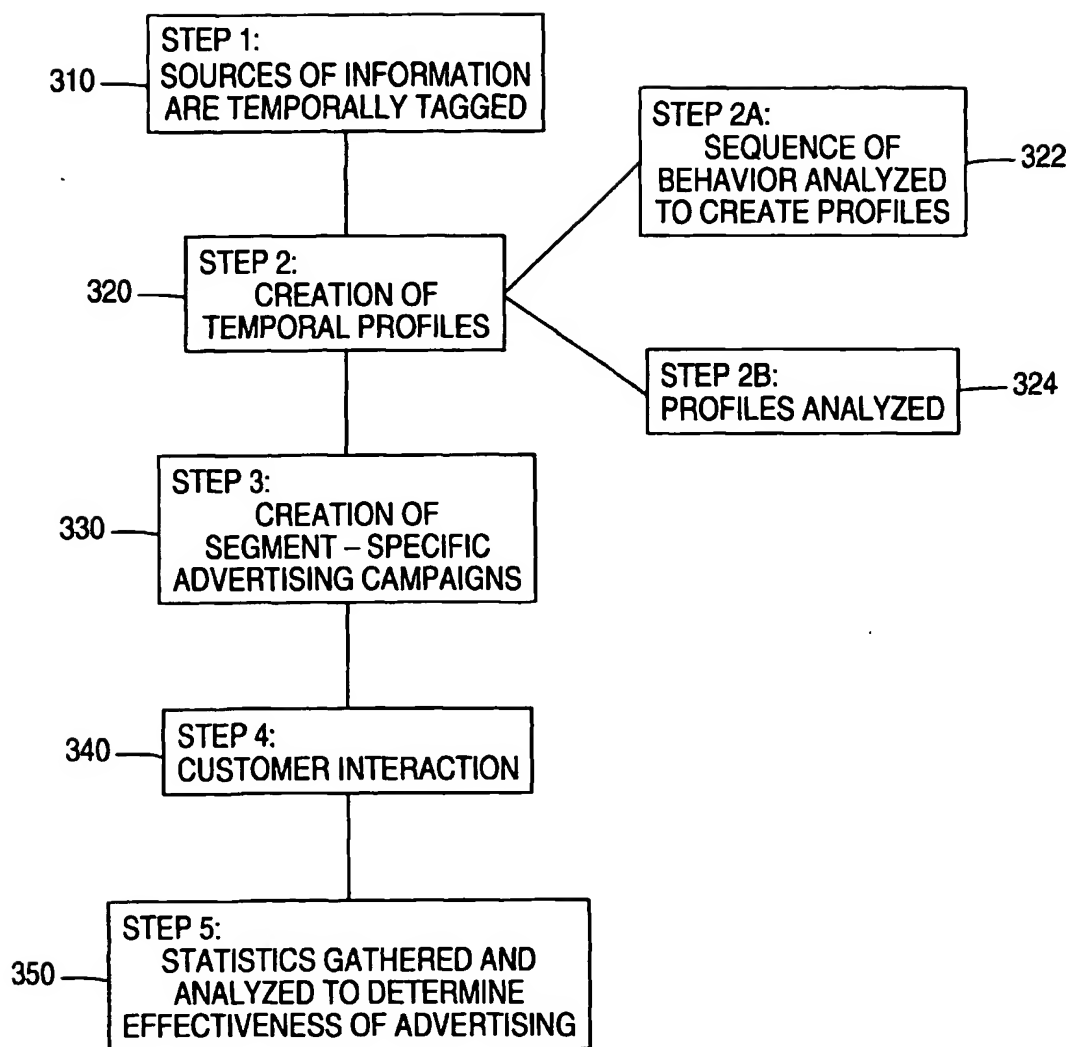 STEP 1:
310
SOURCES OF INFORMATION
ARE TEMPORALLY TAGGED
STEP 2A:
SEQUENCE OF
BEHAVIOR ANALYZED
TO CREATE PROFILES
322
STEP 2:
320
CREATION OF
TEMPORAL PROFILES
STEP 2B:
PROFILES ANALYZED
324
STEP 3:
330
CREATION OF
SEGMENT – SPECIFIC
ADVERTISING CAMPAIGNS
STEP 4:
340
CUSTOMER INTERACTION
STEP 5:
350
STATISTICS GATHERED AND
ANALYZED TO DETERMINE
EFFECTIVENESS OF ADVERTISING